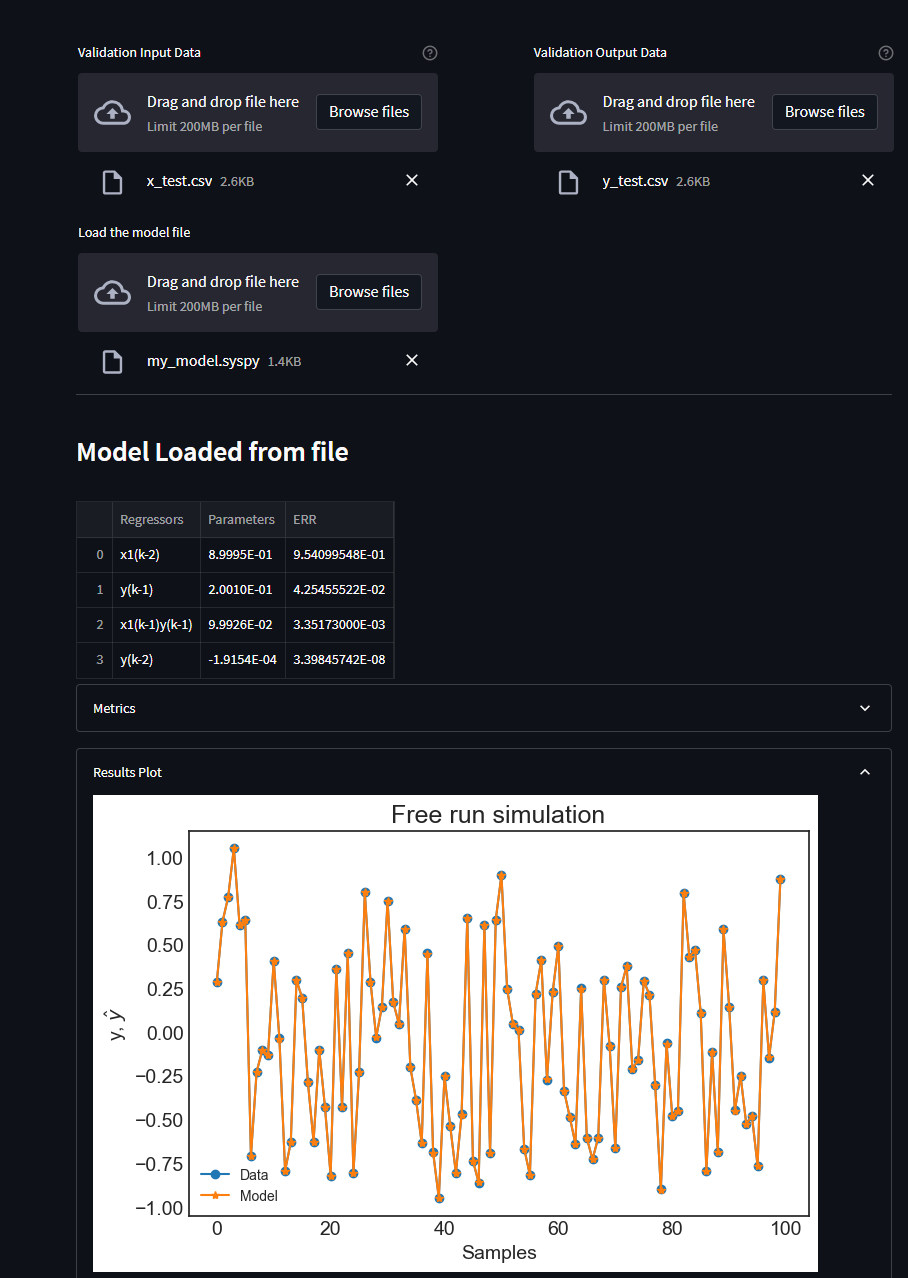 Validation Input Data
Validation Output Data
Drag and drop file here
Limit 200MB per file
Browse files
Drag and drop file here
Limit 200MB per file
Browse files
x_test.csv 2.6KB
y_test.csv 2.6KB
Load the model file
Drag and drop file here
Limit 200MB per file
Browse files
my_model.syspy 1.4KB
Model Loaded from file
Regressors Parameters ERR
0 x1(k-2) 8.9995E-01 9.54099548E-01
1 y(k-1) 2.0010E-01 4.25455522E-02
2 x1(k-1)y(k-1) 9.9926E-02 3.35173000E-03
3 y(k-2) -1.9154E-04 3.39845742E-08
Metrics
Results Plot
Free run simulation
1.00
0.75
0.50
0.25
0.00
−0.25
−0.50
−0.75
−1.00
y, ŷ
Data
Model
0 20 40 60 80 100
Samples